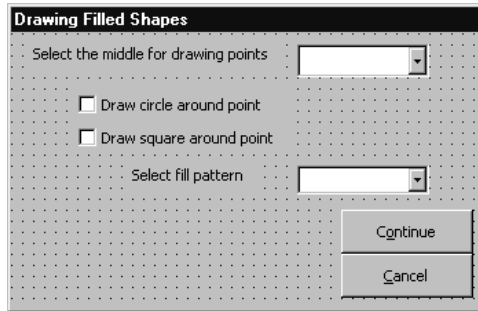 Drawing Filled Shapes
Select the middle for drawing points
Draw circle around point
Draw square around point
Select fill pattern
Continue
Cancel